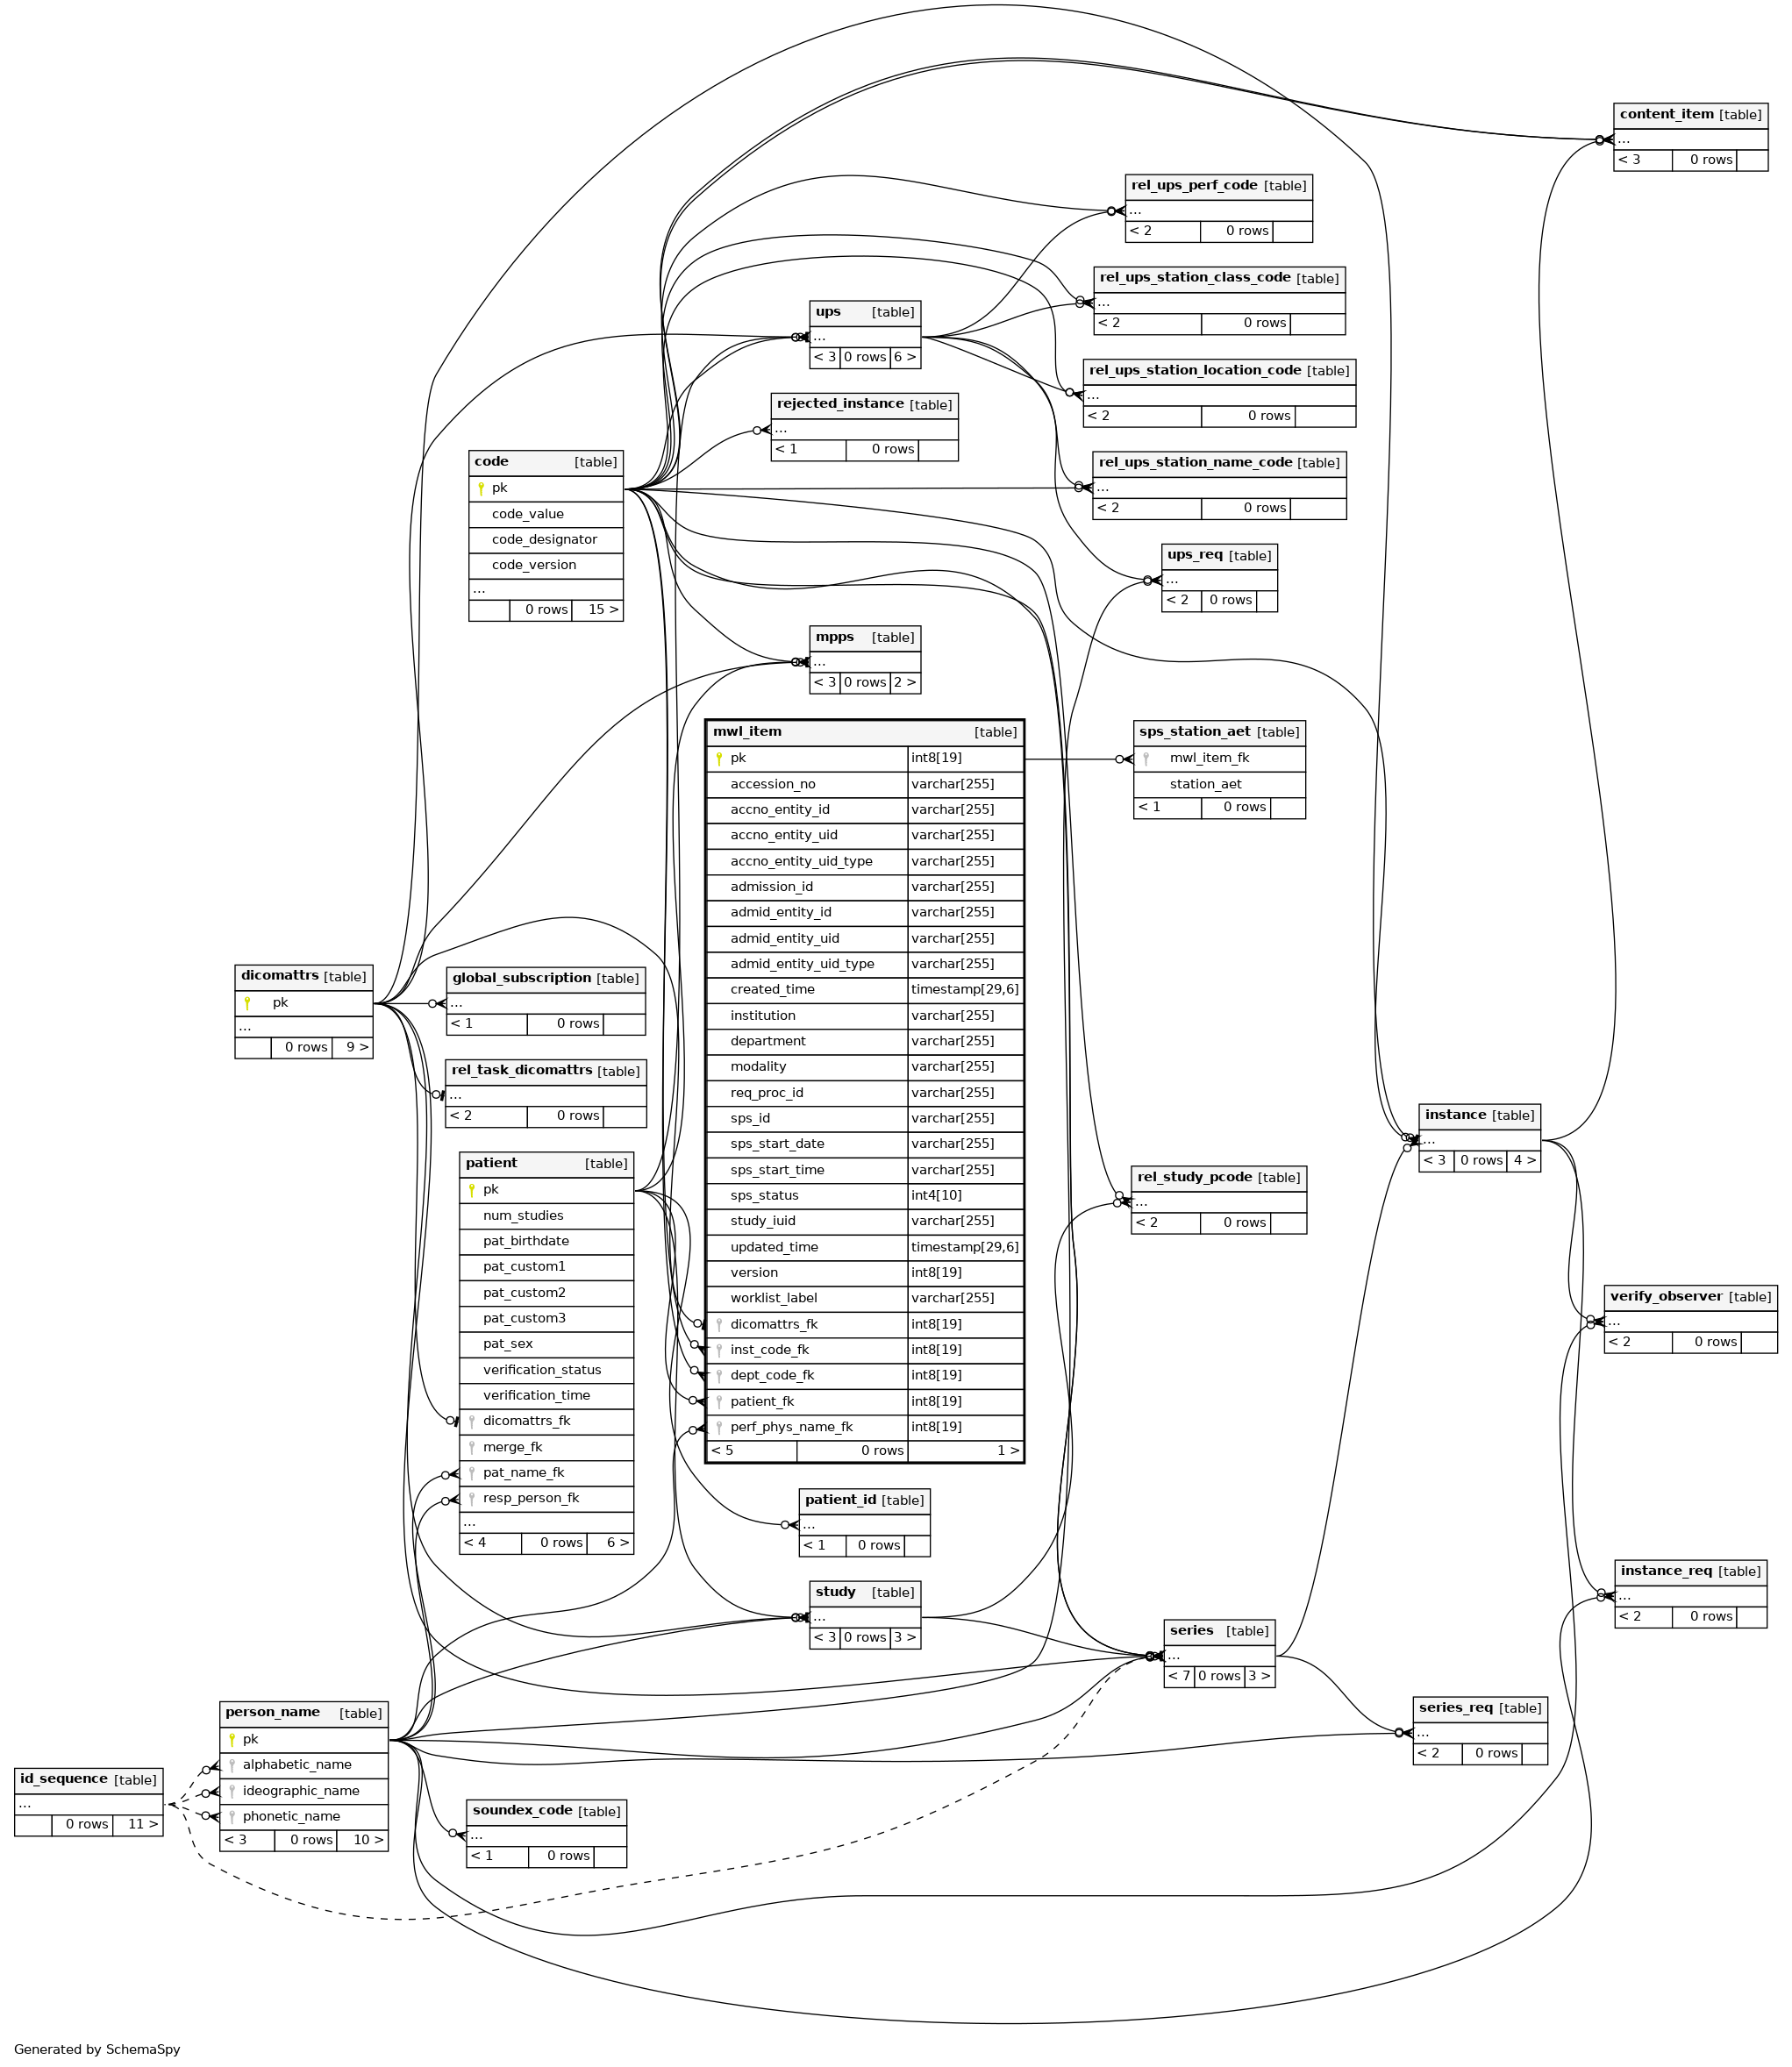 content_item [table]
...
< 3 0 rows
rel_ups_perf_code [table]
...
< 2 0 rows
rel_ups_station_class_code [table]
...
< 2 0 rows
ups [table]
...
< 3 0 rows 6 >
rel_ups_station_location_code [table]
...
< 2 0 rows
rejected_instance [table]
...
< 1 0 rows
code [table]
pk
code_value
code_designator
code_version
...
0 rows 15 >
rel_ups_station_name_code [table]
...
< 2 0 rows
ups_req [table]
...
< 2 0 rows
mpps [table]
...
< 3 0 rows 2 >
mwl_item [table]
pk int8[19]
accession_no varchar[255]
accno_entity_id varchar[255]
accno_entity_uid varchar[255]
accno_entity_uid_type varchar[255]
admission_id varchar[255]
admid_entity_id varchar[255]
admid_entity_uid varchar[255]
admid_entity_uid_type varchar[255]
created_time timestamp[29,6]
institution varchar[255]
department varchar[255]
modality varchar[255]
req_proc_id varchar[255]
sps_id varchar[255]
sps_start_date varchar[255]
sps_start_time varchar[255]
sps_status int4[10]
study_iuid varchar[255]
updated_time timestamp[29,6]
version int8[19]
worklist_label varchar[255]
dicomattrs_fk int8[19]
inst_code_fk int8[19]
dept_code_fk int8[19]
patient_fk int8[19]
perf_phys_name_fk int8[19]
< 5 0 rows 1 >
sps_station_aet [table]
mwl_item_fk
station_aet
< 1 0 rows
dicomattrs [table]
pk
...
0 rows 9 >
global_subscription [table]
...
< 1 0 rows
rel_task_dicomattrs [table]
...
< 2 0 rows
patient [table]
pk
num_studies
pat_birthdate
pat_custom1
pat_custom2
pat_custom3
pat_sex
verification_status
verification_time
dicomattrs_fk
merge_fk
pat_name_fk
resp_person_fk
...
< 4 0 rows 6 >
instance [table]
...
< 3 0 rows 4 >
rel_study_pcode [table]
...
< 2 0 rows
verify_observer [table]
...
< 2 0 rows
patient_id [table]
...
< 1 0 rows
instance_req [table]
...
< 2 0 rows
study [table]
...
< 3 0 rows 3 >
series [table]
...
< 7 0 rows 3 >
series_req [table]
...
< 2 0 rows
person_name [table]
pk
alphabetic_name
ideographic_name
phonetic_name
< 3 0 rows 10 >
id_sequence [table]
...
0 rows 11 >
soundex_code [table]
...
< 1 0 rows
Generated by SchemaSpy